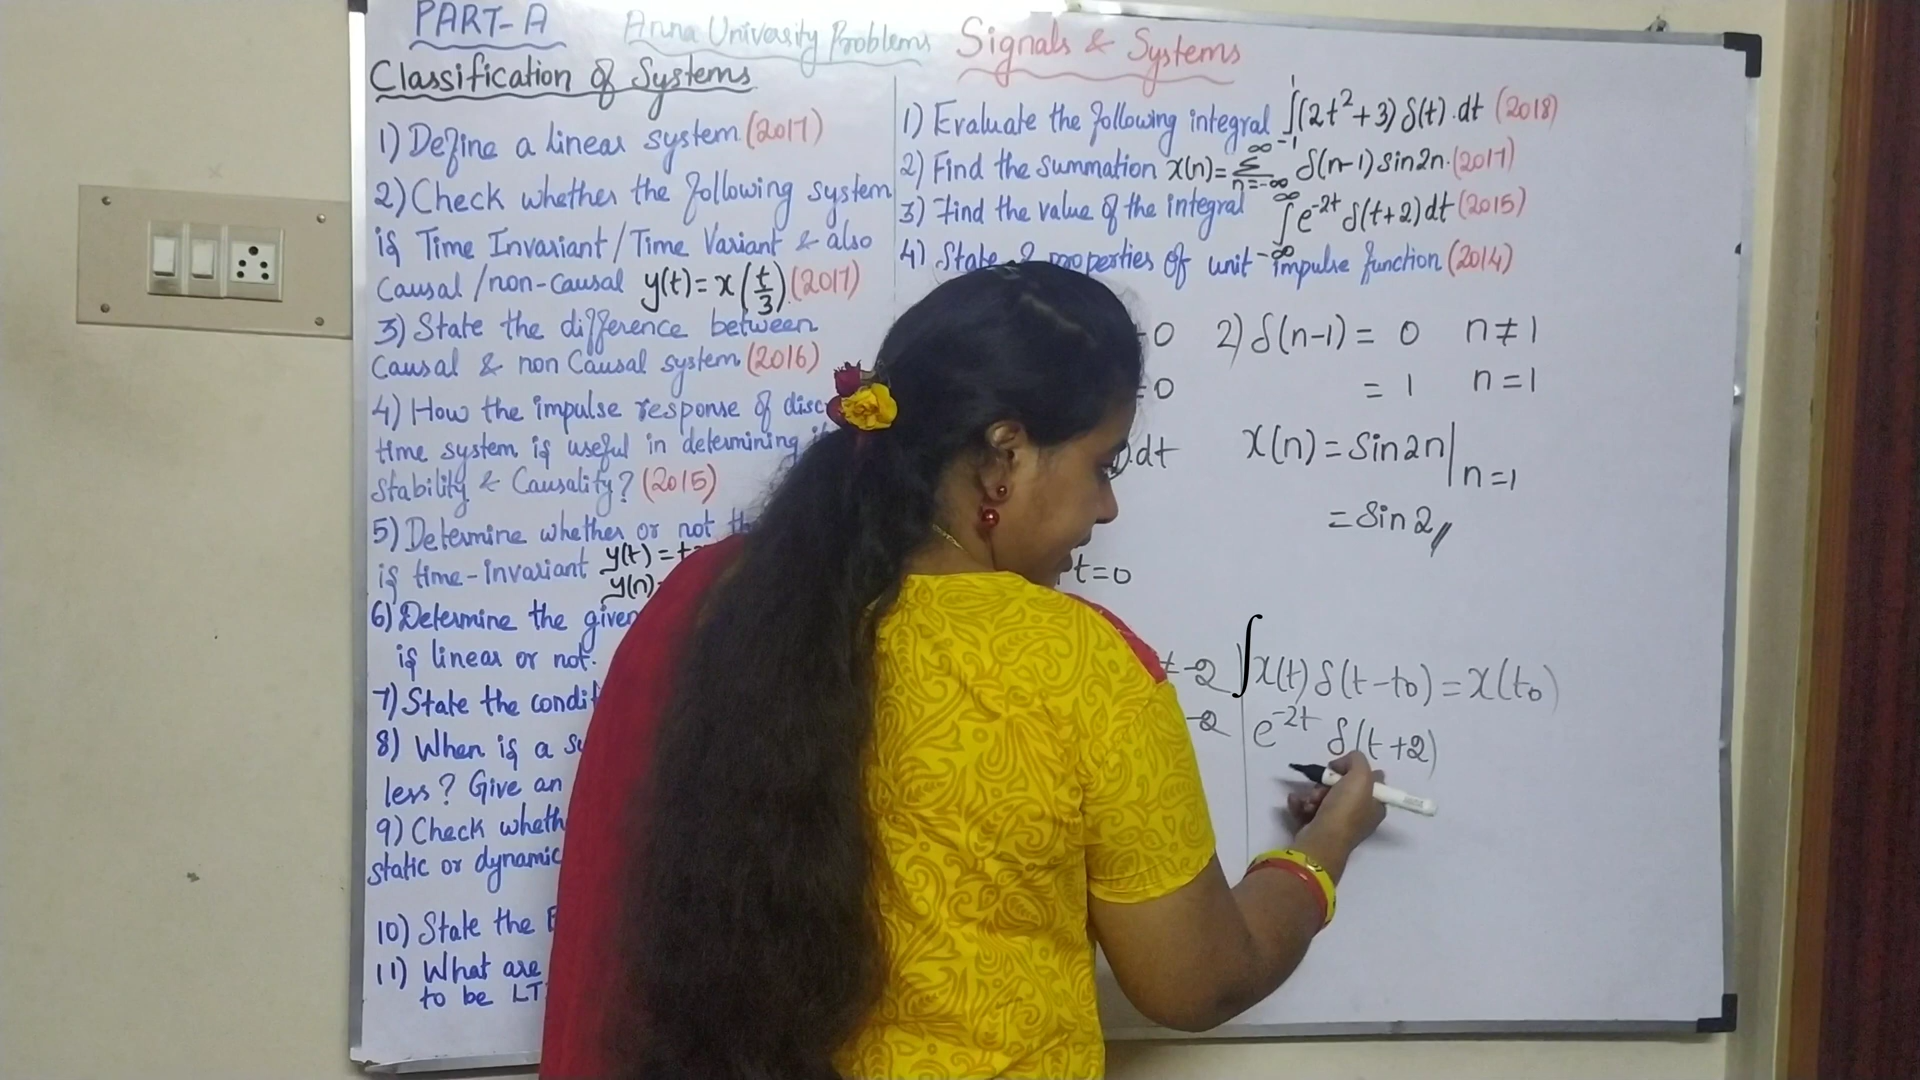 PART-A
Anna Univasity Problems
Signals & Systems
Classification of Systems
1) Define a linear system (2017)
2) Check whether the following system
is Time Invariant / Time Variant & also
Causal / non-Causal y(t) = x(t/3). (2017)
3) State the difference between
Causal & non Causal system (2016)
4) How the impulse response of disc
time system is useful in determining
Stability & Causality? (2015)
5) Determine whether or not
is time-invariant y(t) = t
y(n)
6) Determine the given
is linear or not.
7) State the condit
8) When is a
less? Give an
9) Check wheth
static or dynamic
10) State the
11) What are
to be LT
1) Evaluate the following integral ∫₋₁¹ (2t² + 3) δ(t) . dt (2018)
2) Find the summation x(n) = Σ_{n=-∞}^{∞} δ(n-1) sin2n. (2017)
3) Find the value of the integral ∫_{-∞}^{∞} e^{-2t} δ(t+2) dt (2015)
4) State 2 properties of unit impulse function (2014)
0
0
.dt
t=0
2) δ(n-1) = 0 n ≠ 1
= 1 n = 1
x(n) = Sin2n | n=1
= Sin2 //
-2
-2
∫ x(t) δ(t-t₀) = x(t₀)
e^{-2t} δ(t+2)